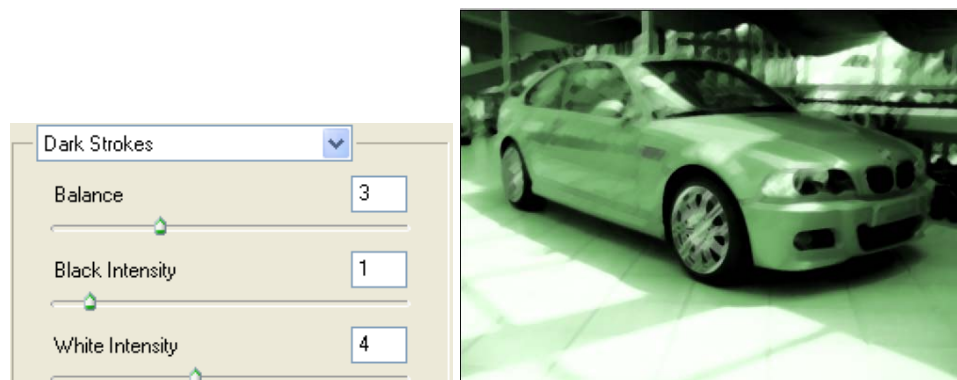 Dark Strokes
Balance 3
Black Intensity 1
White Intensity 4